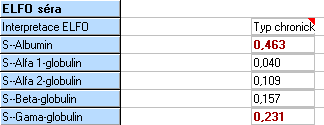 ELFO séra
Interpretace ELFO Typ chronick
S--Albumin 0,463
S--Alfa 1-globulin 0,040
S--Alfa 2-globulin 0,109
S--Beta-globulin 0,157
S--Gama-globulin 0,231